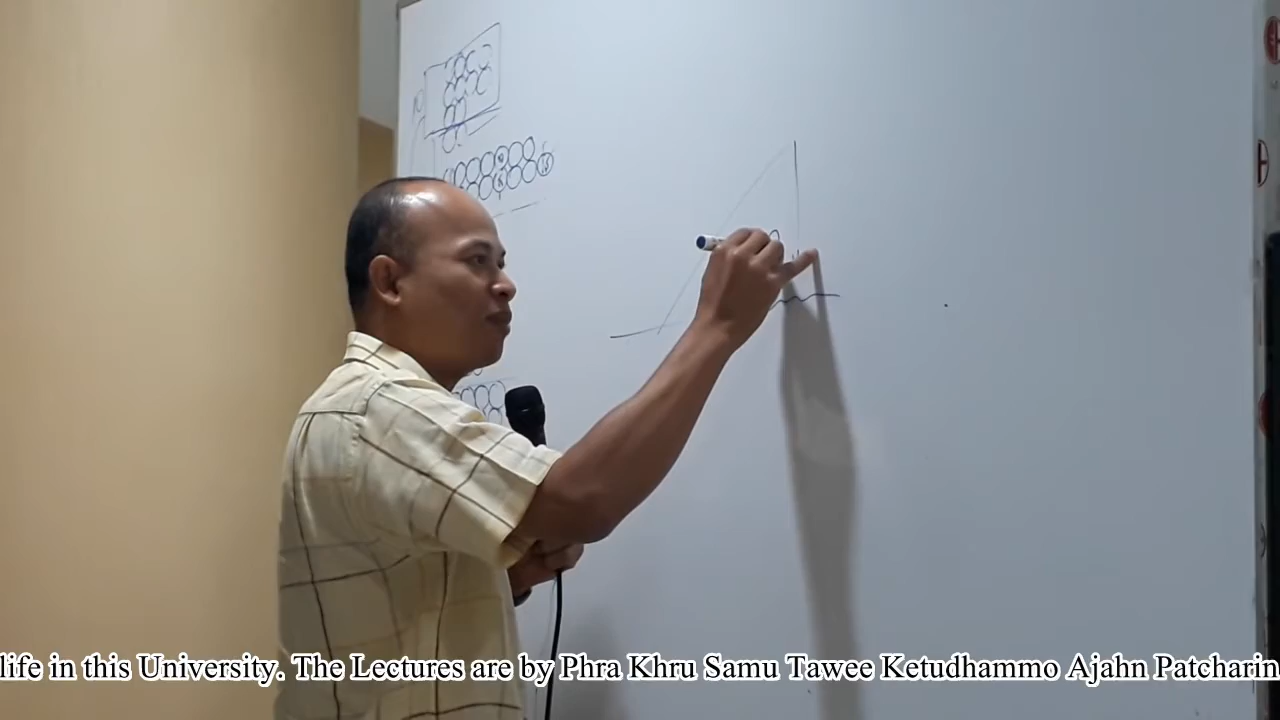 life in this University. The Lectures are by Phra Khru Samu Tawee Ketudhammo Ajahn Patcharin